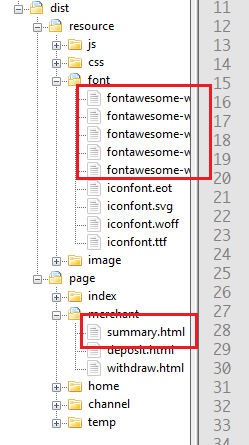 dist
resource
js
css
font
fontawesome-w
fontawesome-w
fontawesome-w
fontawesome-w
fontawesome-w
iconfont.eot
iconfont.svg
iconfont.woff
iconfont.ttf
image
page
index
merchant
summary.html
deposit.html
withdraw.html
home
channel
temp
11
12
13
14
15
16
17
18
19
20
21
22
23
24
25
26
27
28
29
30
31
32
33
34